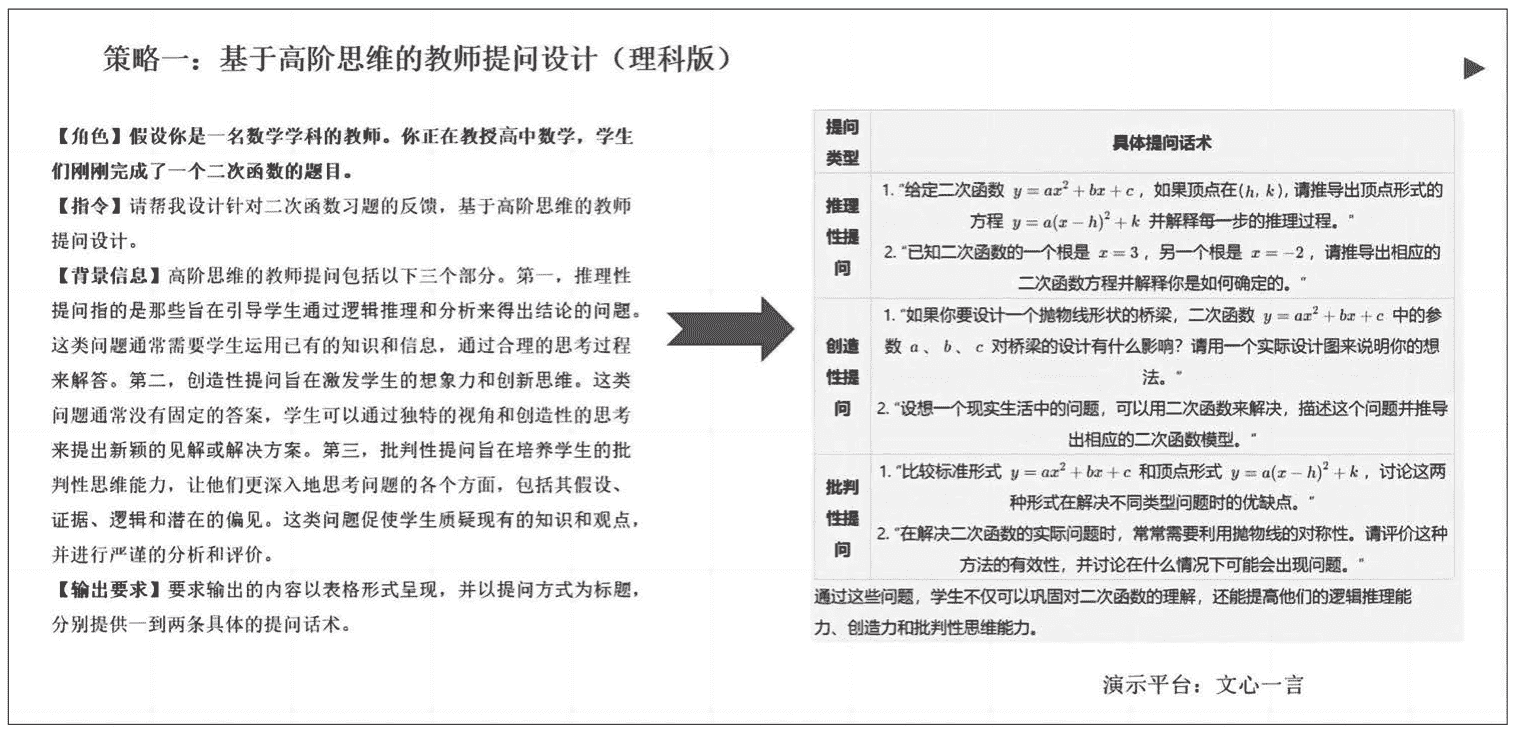 策略一：基于高阶思维的教师提问设计（理科版）
【角色】假设你是一名数学学科的教师。你正在教授高中数学，学生
们刚刚完成了一个二次函数的题目。
【指令】请帮我设计针对二次函数习题的反馈，基于高阶思维的教师
提问设计。
【背景信息】高阶思维的教师提问包括以下三个部分。第一，推理性
提问指的是那些旨在引导学生通过逻辑推理和分析来得出结论的问题。
这类问题通常需要学生运用已有的知识和信息，通过合理的思考过程
来解答。第二，创造性提问旨在激发学生的想象力和创新思维。这类
问题通常没有固定的答案，学生可以通过独特的视角和创造性的思考
来提出新颖的见解或解决方案。第三，批判性提问旨在培养学生的批
判性思维能力，让他们更深入地思考问题的各个方面，包括其假设、
证据、逻辑和潜在的偏见。这类问题促使学生质疑现有的知识和观点，
并进行严谨的分析和评价。
【输出要求】要求输出的内容以表格形式呈现，并以提问方式为标题，
分别提供一到两条具体的提问话术。
提问
类型
具体提问话术
推理
性提
问
1. "给定二次函数 y = ax² + bx + c，如果顶点在(h, k), 请推导出顶点形式的
方程 y = a(x − h)² + k 并解释每一步的推理过程。"
2. "已知二次函数的一个根是 x = 3，另一个根是 x = −2，请推导出相应的
二次函数方程并解释你是如何确定的。"
创造
性提
问
1. "如果你要设计一个抛物线形状的桥梁，二次函数 y = ax² + bx + c 中的参
数 a、b、c 对桥梁的设计有什么影响？请用一个实际设计图来说明你的想
法。"
2. "设想一个现实生活中的问题，可以用二次函数来解决，描述这个问题并推导
出相应的二次函数模型。"
批判
性提
问
1. "比较标准形式 y = ax² + bx + c 和顶点形式 y = a(x − h)² + k，讨论这两
种形式在解决不同类型问题时的优缺点。"
2. "在解决二次函数的实际问题时，常常需要利用抛物线的对称性。请评价这种
方法的有效性，并讨论在什么情况下可能会出现问题。"
通过这些问题，学生不仅可以巩固对二次函数的理解，还能提高他们的逻辑推理能
力、创造力和批判性思维能力。
演示平台：文心一言